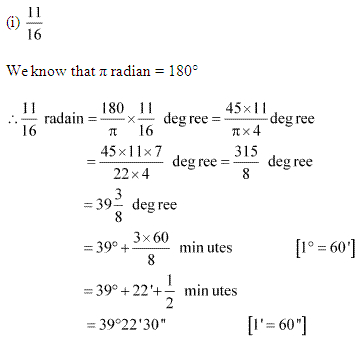 (i) 11/16
We know that π radian = 180°
∴ 11/16 radain = 180/π × 11/16 deg ree = 45×11/π×4 deg ree
= 45×11×7/22×4 deg ree = 315/8 deg ree
= 39 3/8 deg ree
= 39° + 3×60/8 min utes [1° = 60']
= 39° + 22' + 1/2 min utes
= 39°22'30" [1' = 60"]